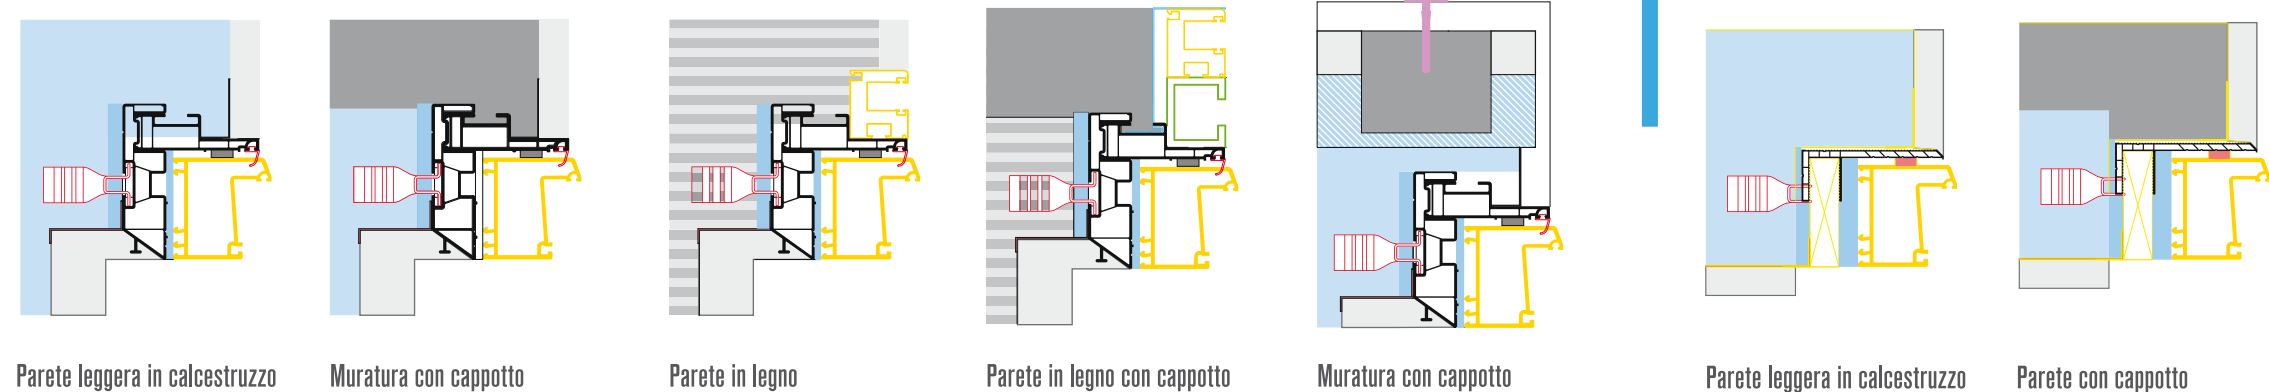 Parete leggera in calcestruzzo
Muratura con cappotto
Parete in legno
Parete in legno con cappotto
Muratura con cappotto
Parete leggera in calcestruzzo
Parete con cappotto